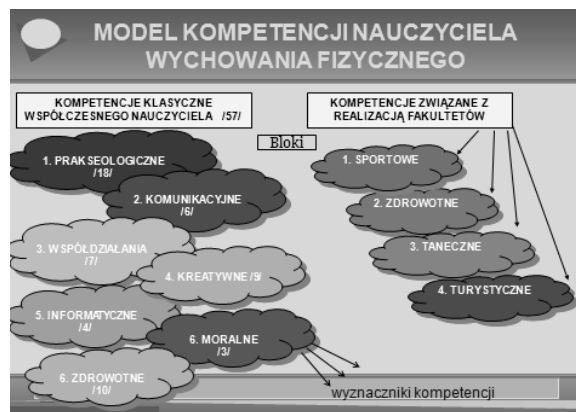 MODEL KOMPETENCJI NAUCZYCIELA
WYCHOWANIA FIZYCZNEGO
KOMPETENCJE KLASYCZNE
WSPÓŁCZESNEGO NAUCZYCIELA /57/
KOMPETENCJE ZWIĄZANE Z
REALIZACJĄ FAKULTETÓW
Bloki
1. PRAKSEOLOGICZNE
/18/
2. KOMUNIKACYJNE
/6/
3. WSPÓŁDZIAŁANIA
/7/
4. KREATYWNE /9/
5. INFORMATYCZNE
/4/
6. MORALNE
/3/
6. ZDROWOTNE
/10/
1. SPORTOWE
2. ZDROWOTNE
3. TANECZNE
4. TURYSTYCZNE
wyznaczniki kompetencji